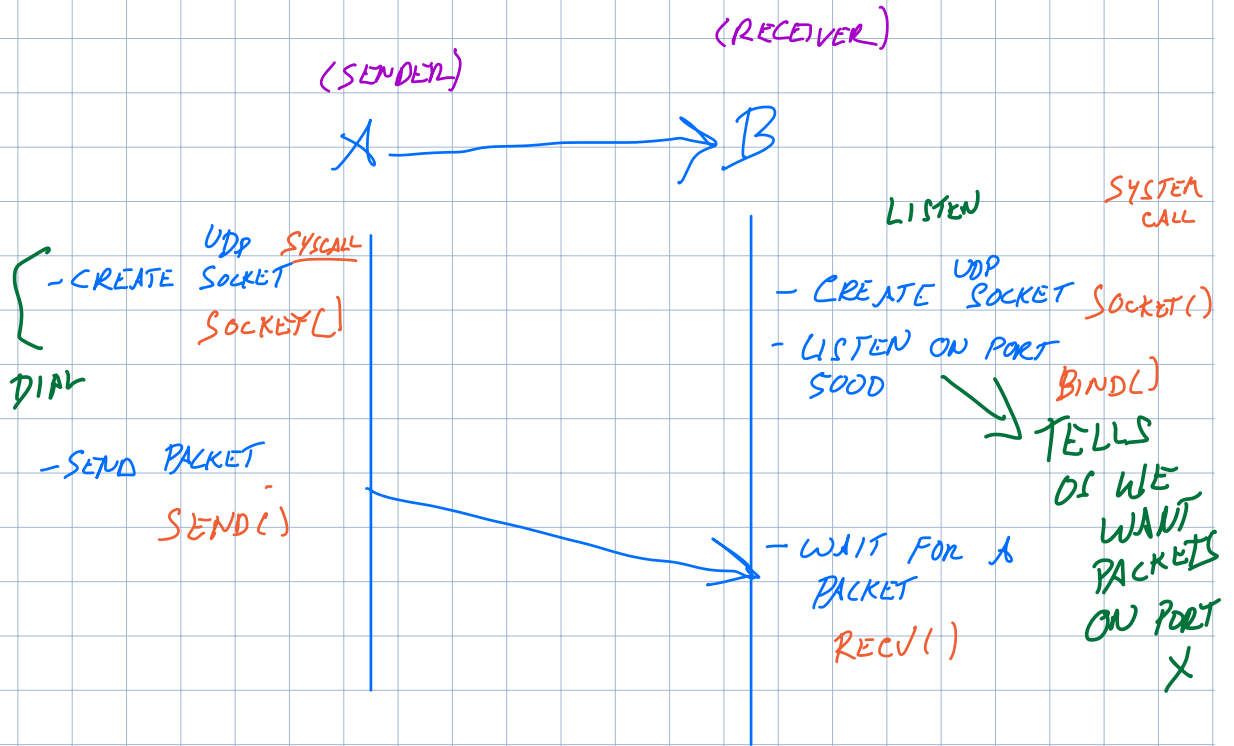 (RECEIVER)
(SENDER)
A
B
LISTEN
SYSTEM
CALL
UDP SYSCALL
- CREATE SOCKET
SOCKET()
DIAL
- SEND PACKET
SEND()
UDP
- CREATE SOCKET SOCKET()
- LISTEN ON PORT
5000 BIND()
TELLS
OS WE
WANT
PACKETS
ON PORT
X
- WAIT FOR A
PACKET
RECV()